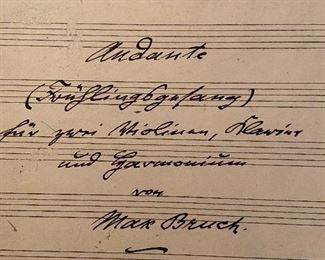 Andante
(Frühlingsgesang)
für zwei Violinen, Klavier
und Harmonium
von
Max Bruch.